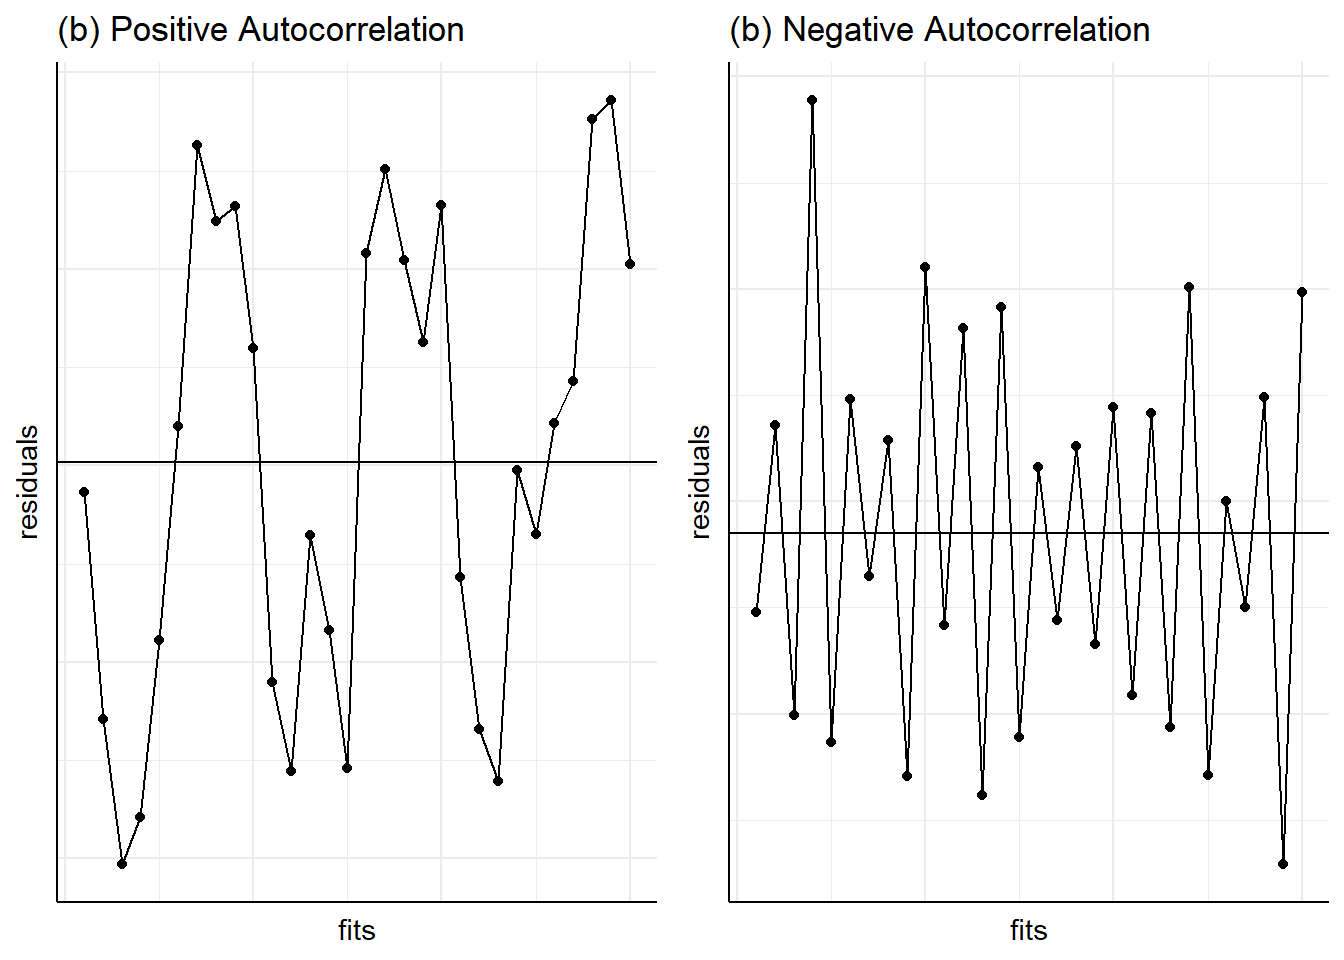 (b) Positive Autocorrelation
residuals
fits
(b) Negative Autocorrelation
residuals
fits